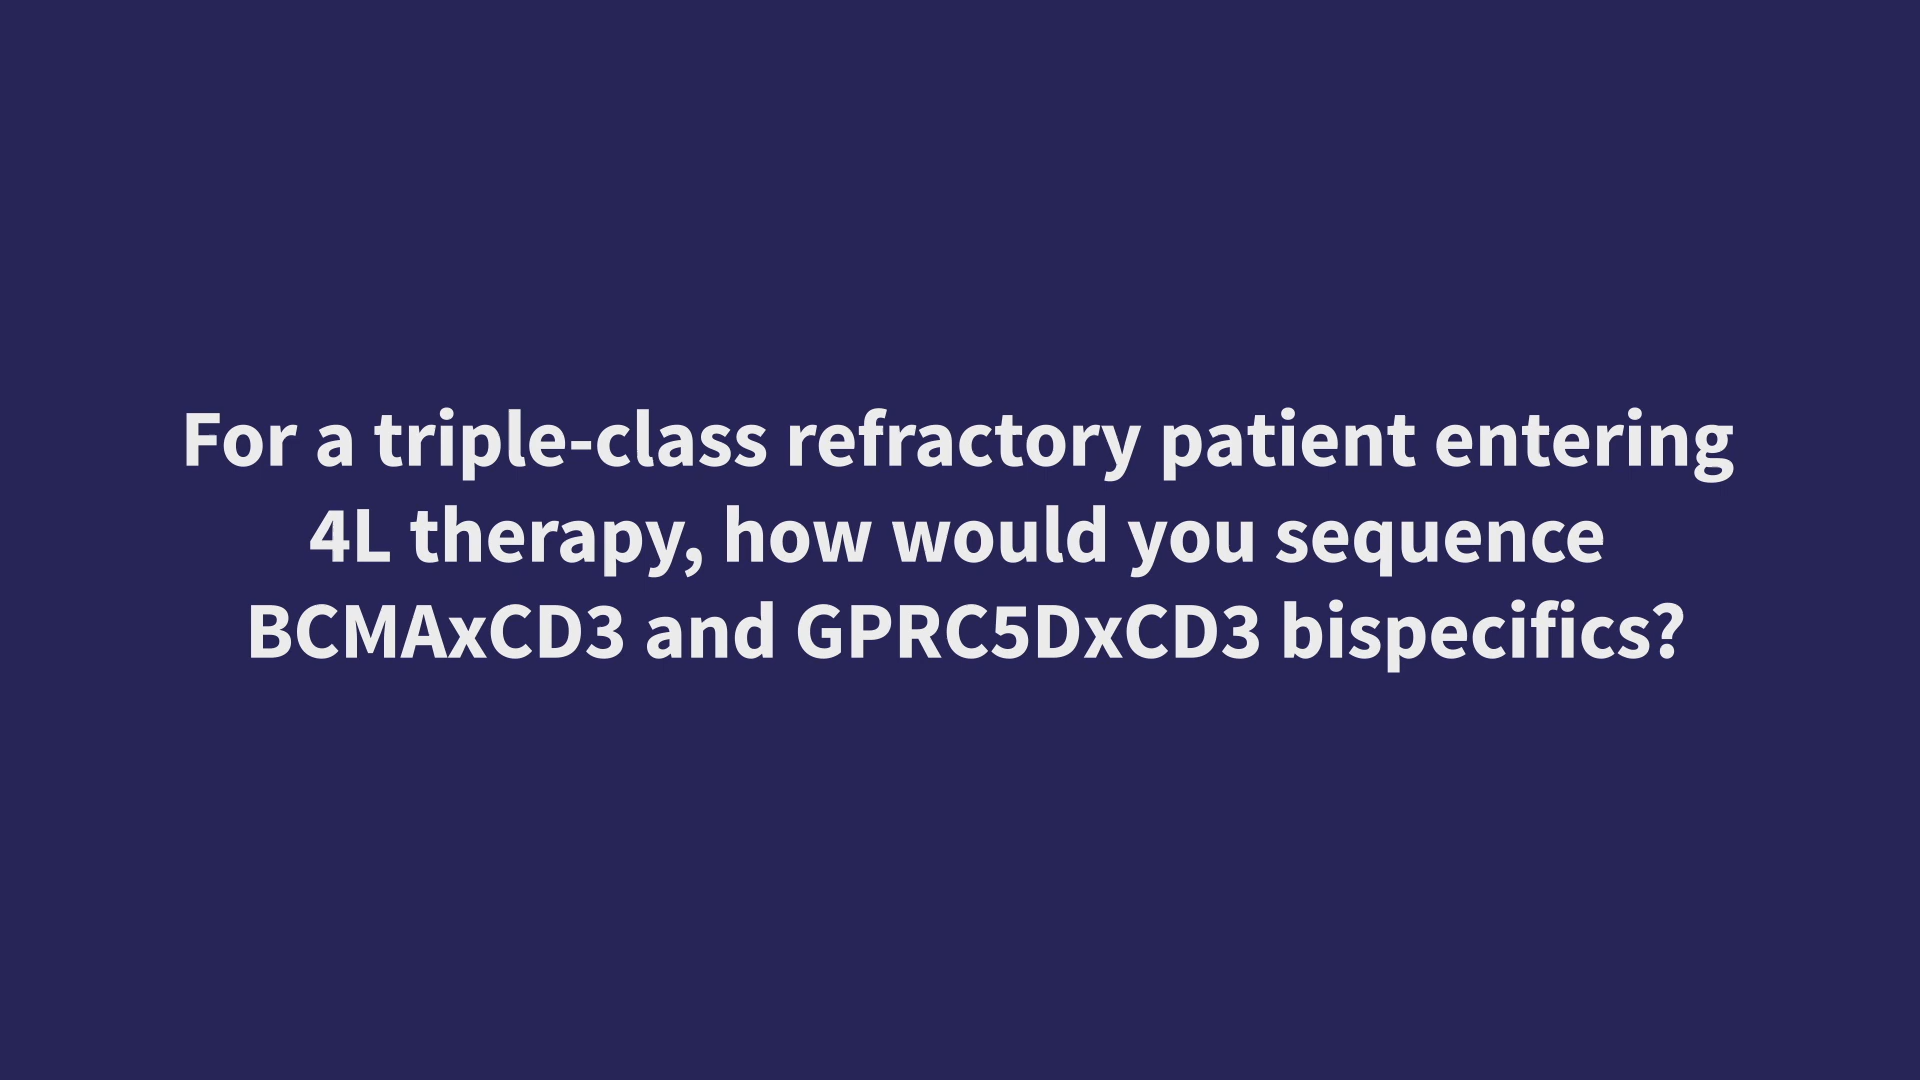 For a triple-class refractory patient entering
4L therapy, how would you sequence
BCMAxCD3 and GPRC5DxCD3 bispecifics?